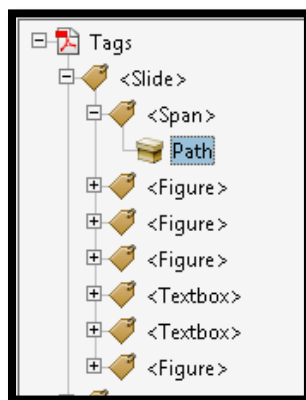 Tags
<Slide>
<Span>
Path
<Figure>
<Figure>
<Figure>
<Textbox>
<Textbox>
<Figure>